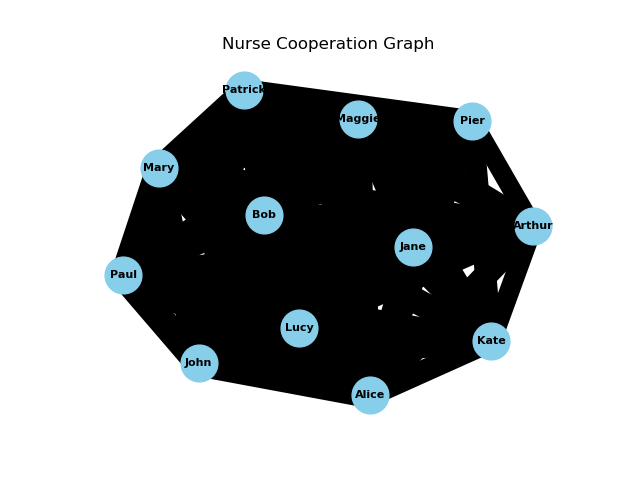 Nurse Cooperation Graph
Patrick
Maggie
Pier
Mary
Bob
Arthur
Jane
Paul
Lucy
Kate
John
Alice